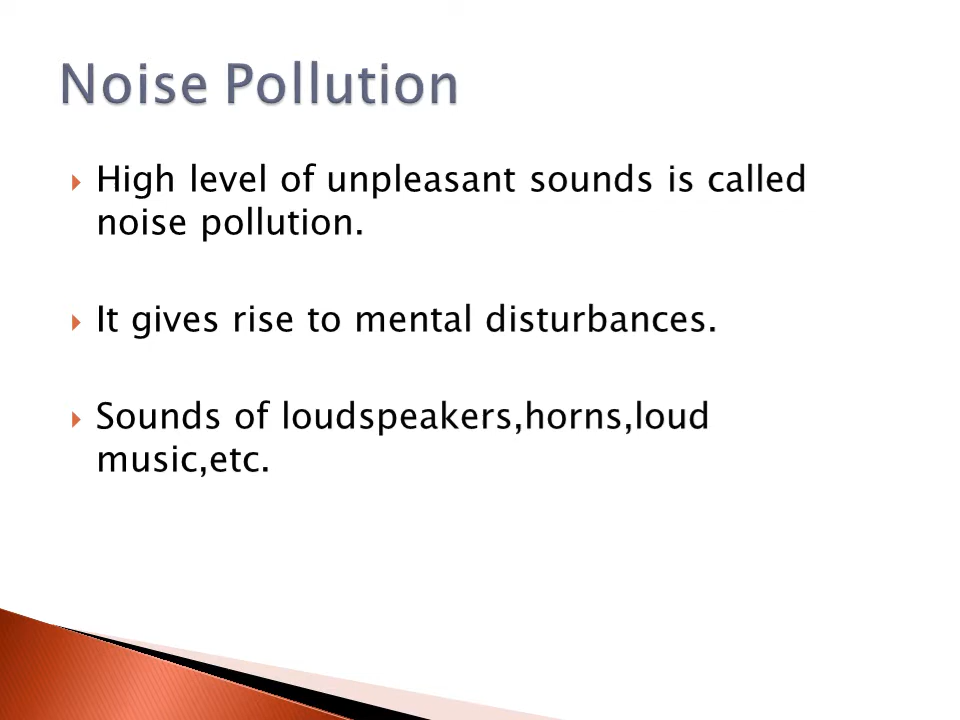 Noise Pollution
High level of unpleasant sounds is called
noise pollution.
It gives rise to mental disturbances.
Sounds of loudspeakers,horns,loud
music,etc.